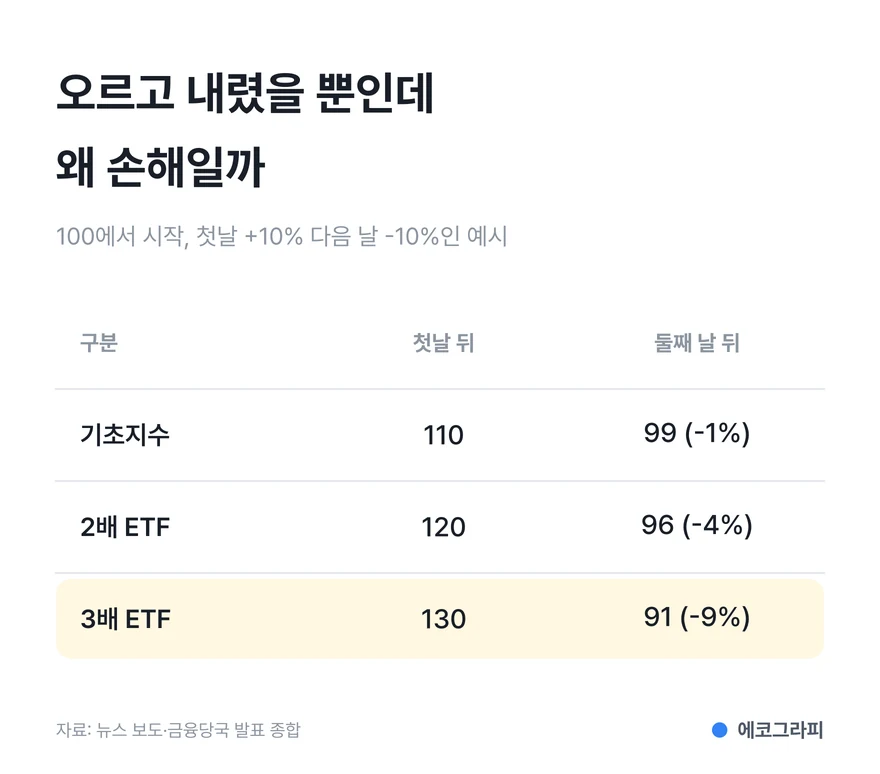 오르고 내렸을 뿐인데
왜 손해일까
100에서 시작, 첫날 +10% 다음 날 -10%인 예시
구분 첫날 뒤 둘째 날 뒤
기초지수 110 99 (-1%)
2배 ETF 120 96 (-4%)
3배 ETF 130 91 (-9%)
자료: 뉴스 보도·금융당국 발표 종합 에코그라피